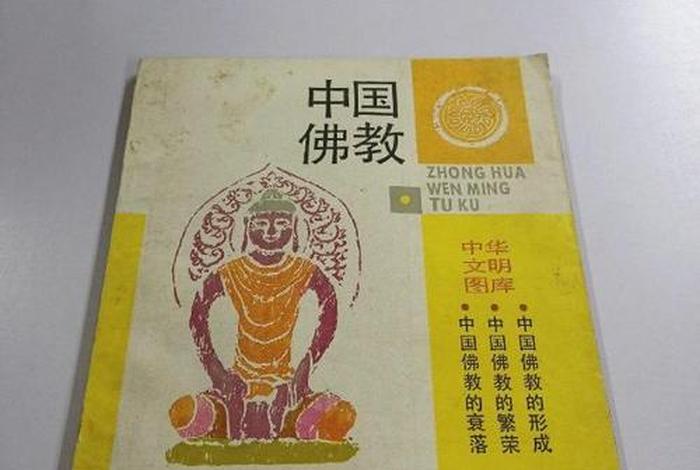 中国
佛教
ZHONG HUA
WEN MING
TU KU
中华
文明
图库
中国佛教的形成
中国佛教的繁荣
中国佛教的衰落